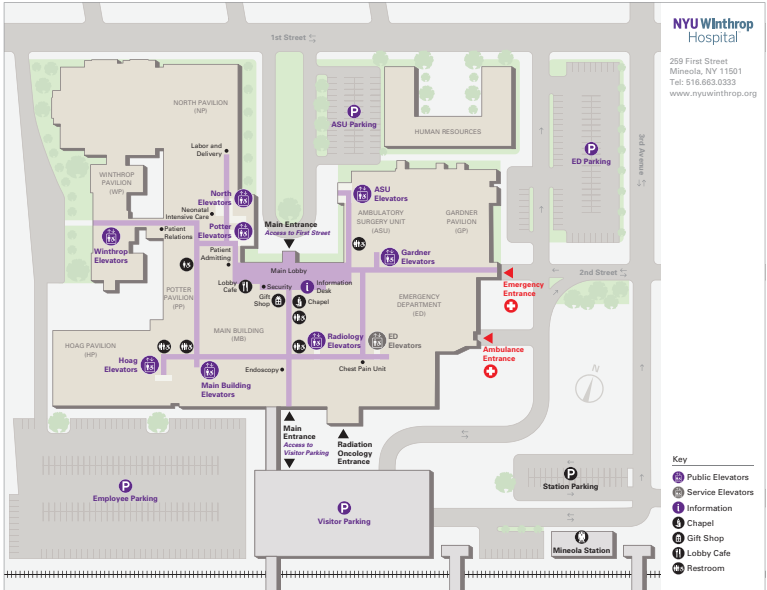 NYU Winthrop
Hospital
259 First Street
Mineola, NY 11501
Tel: 516.663.0333
www.nyuwinthrop.org
1st Street
NORTH PAVILION
(NP)
P
ASU Parking
HUMAN RESOURCES
P
ED Parking
3rd Avenue
Labor and
Delivery
WINTHROP
PAVILION
(WP)
North
Elevators
ASU
Elevators
Neonatal
Intensive Care
AMBULATORY
SURGERY UNIT
(ASU)
GARDNER
PAVILION
(GP)
Patient
Relations
Potter
Elevators
Main Entrance
Access to First Street
Winthrop
Elevators
Patient
Admitting
Gardner
Elevators
Main Lobby
2nd Street
Emergency
Entrance
Lobby
Cafe
Security
i
Information
Desk
Gift
Shop
Chapel
POTTER
PAVILION
(PP)
EMERGENCY
DEPARTMENT
(ED)
MAIN BUILDING
(MB)
Radiology
Elevators
ED
Elevators
HOAG PAVILION
(HP)
Ambulance
Entrance
Hoag
Elevators
Main Building
Elevators
Endoscopy
Chest Pain Unit
N
Main
Entrance
Access to
Visitor Parking
Radiation
Oncology
Entrance
P
Employee Parking
P
Visitor Parking
P
Station Parking
Mineola Station
Key
Public Elevators
Service Elevators
i Information
Chapel
Gift Shop
Lobby Cafe
Restroom